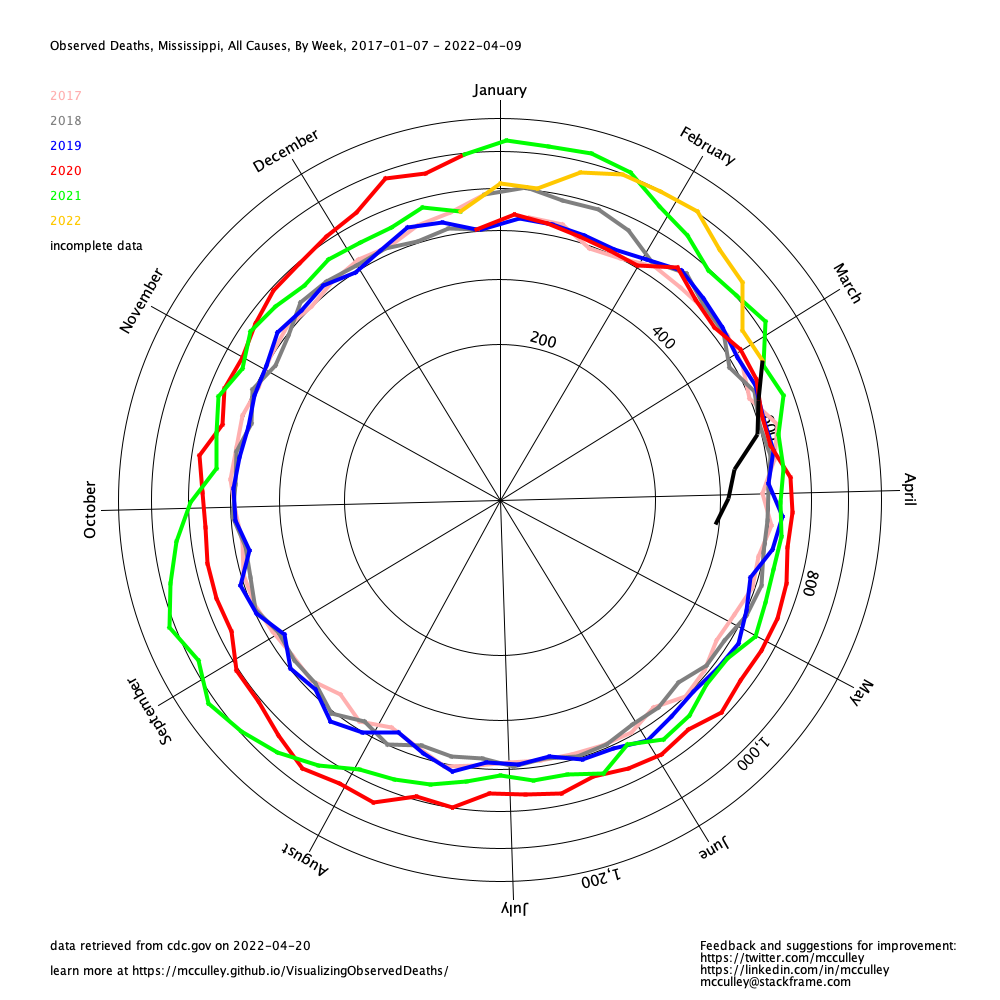 Observed Deaths, Mississippi, All Causes, By Week, 2017-01-07 - 2022-04-09
January
2017
2018
2019
2020
2021
2022
incomplete data
December
February
November
March
200
400
600
October
April
800
September
May
1,000
August
June
1,200
July
data retrieved from cdc.gov on 2022-04-20
learn more at https://mcculley.github.io/VisualizingObservedDeaths/
Feedback and suggestions for improvement:
https://twitter.com/mcculley
https://linkedin.com/in/mcculley
mcculley@stackframe.com